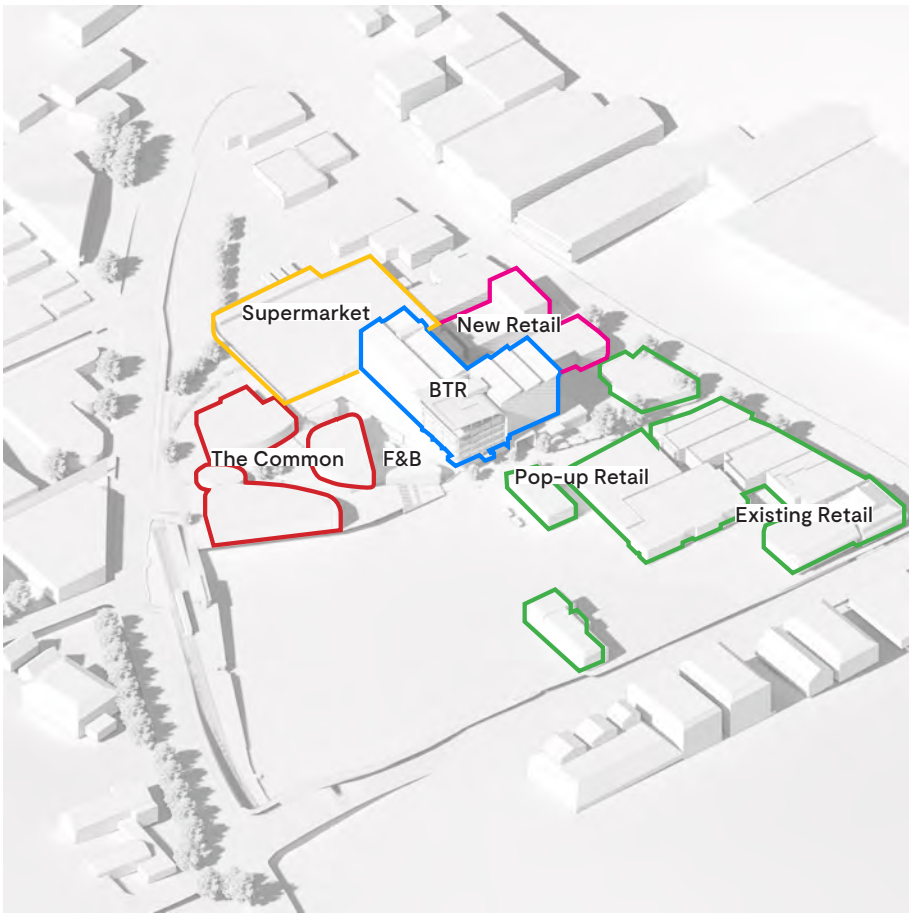 Supermarket
New Retail
BTR
The Common
F&B
Pop-up Retail
Existing Retail